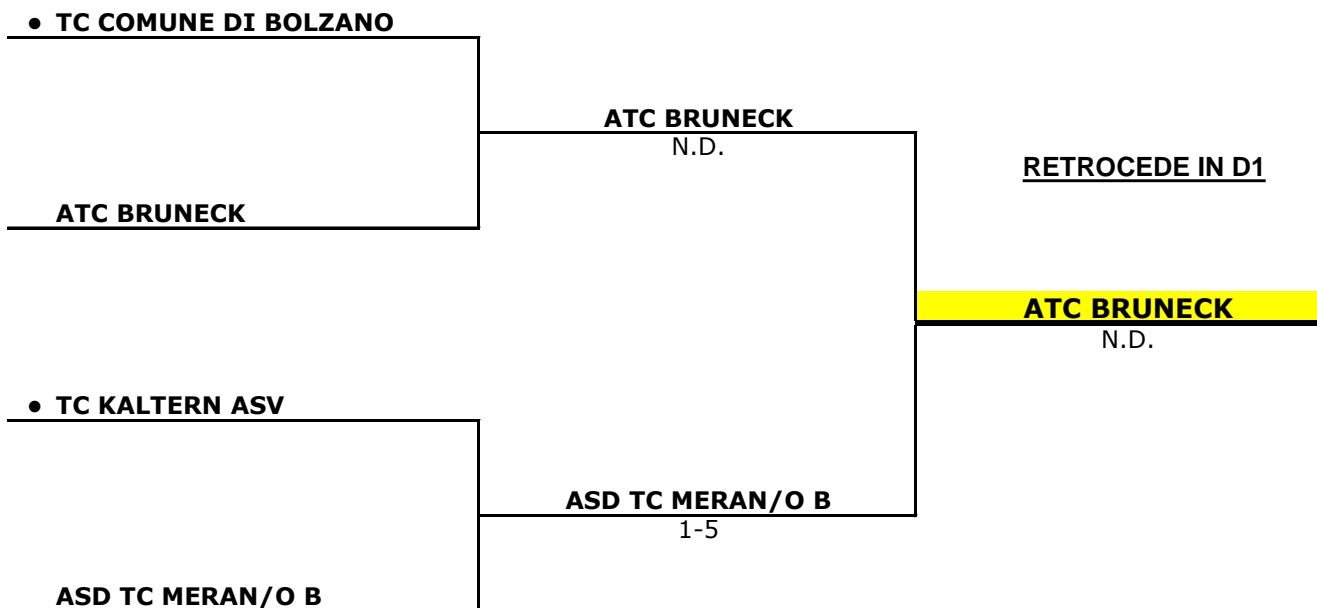 ● TC COMUNE DI BOLZANO
ATC BRUNECK
N.D.
RETROCEDE IN D1
ATC BRUNECK
ATC BRUNECK
N.D.
● TC KALTERN ASV
ASD TC MERAN/O B
1-5
ASD TC MERAN/O B